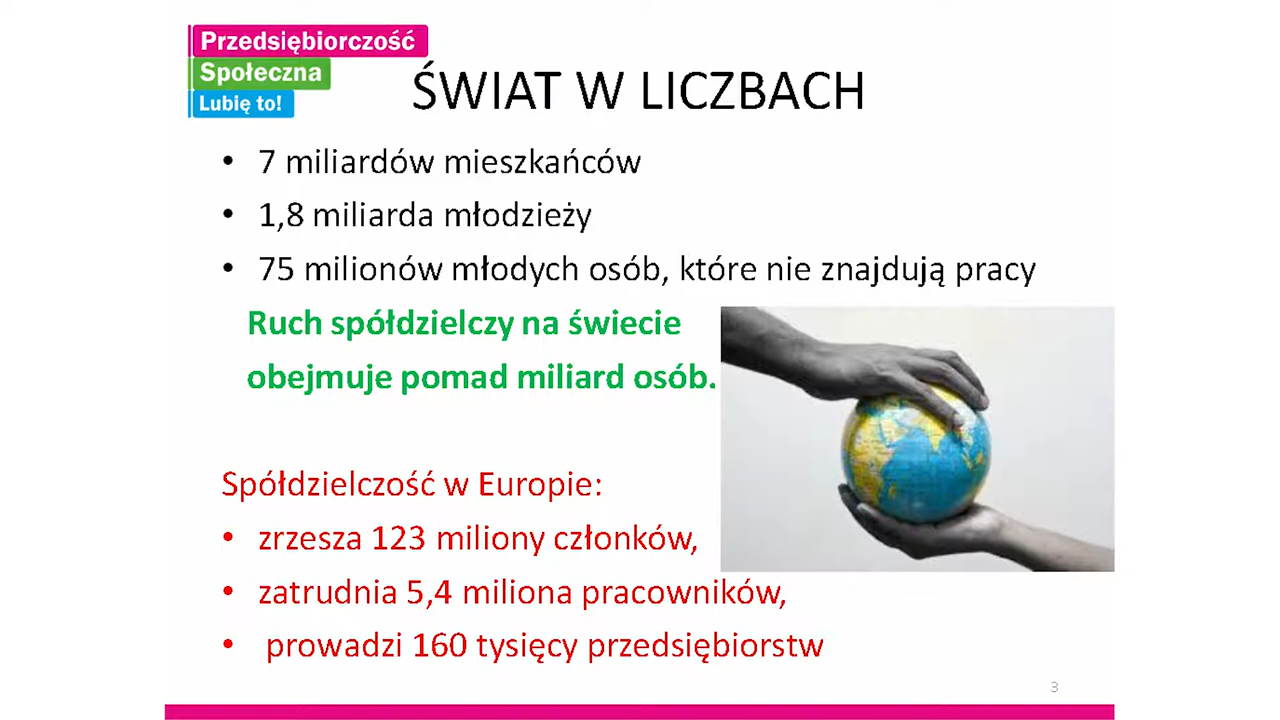 Przedsiębiorczość
Społeczna
Lubię to!
ŚWIAT W LICZBACH
• 7 miliardów mieszkańców
• 1,8 miliarda młodzieży
• 75 milionów młodych osób, które nie znajdują pracy
Ruch spółdzielczy na świecie
obejmuje pomad miliard osób.
Spółdzielczość w Europie:
• zrzesza 123 miliony członków,
• zatrudnia 5,4 miliona pracowników,
• prowadzi 160 tysięcy przedsiębiorstw
3